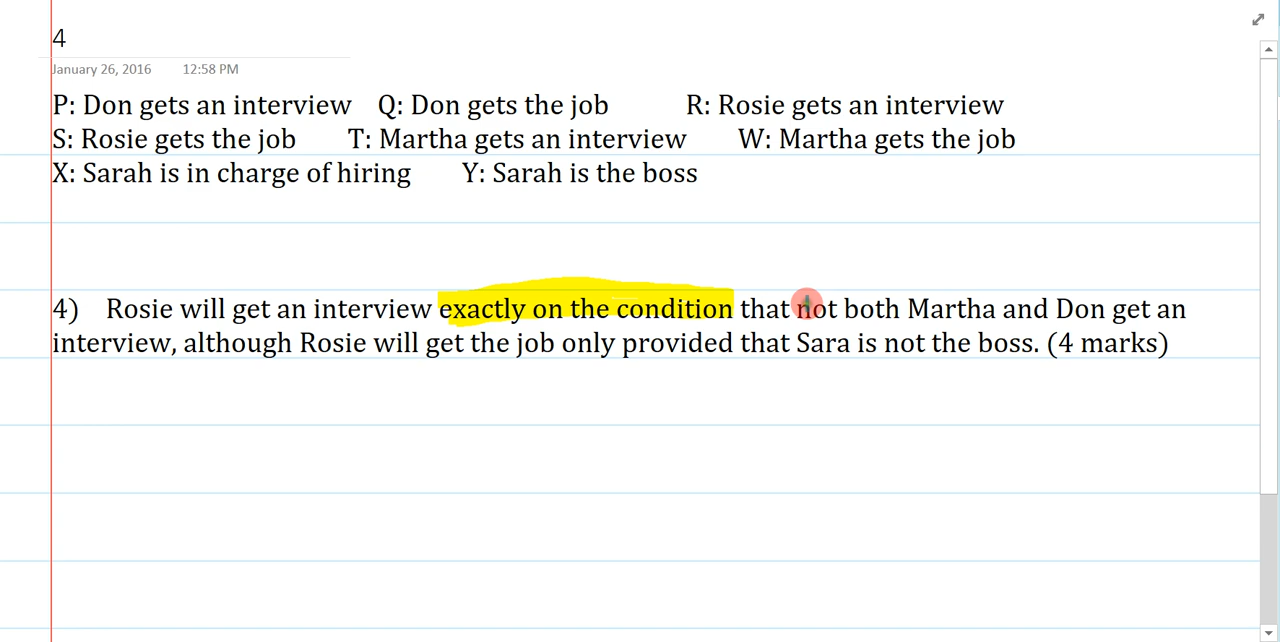 4
January 26, 2016 12:58 PM
P: Don gets an interview Q: Don gets the job R: Rosie gets an interview
S: Rosie gets the job T: Martha gets an interview W: Martha gets the job
X: Sarah is in charge of hiring Y: Sarah is the boss
4) Rosie will get an interview exactly on the condition that not both Martha and Don get an
interview, although Rosie will get the job only provided that Sara is not the boss. (4 marks)